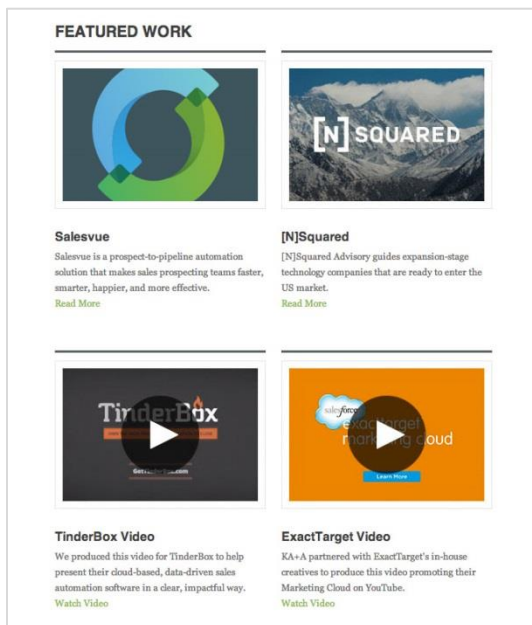 FEATURED WORK
[N] SQUARED
Salesvue
Salesvue is a prospect-to-pipeline automation
solution that makes sales prospecting teams faster,
smarter, happier, and more effective.
Read More
[N]Squared
[N]Squared Advisory guides expansion-stage
technology companies that are ready to enter the
US market.
Read More
TinderBox
salesforce
exacttarget
marketing cloud
Learn More
TinderBox Video
We produced this video for TinderBox to help
present their cloud-based, data-driven sales
automation software in a clear, impactful way.
Watch Video
ExactTarget Video
KA+A partnered with ExactTarget's in-house
creatives to produce this video promoting their
Marketing Cloud on YouTube.
Watch Video